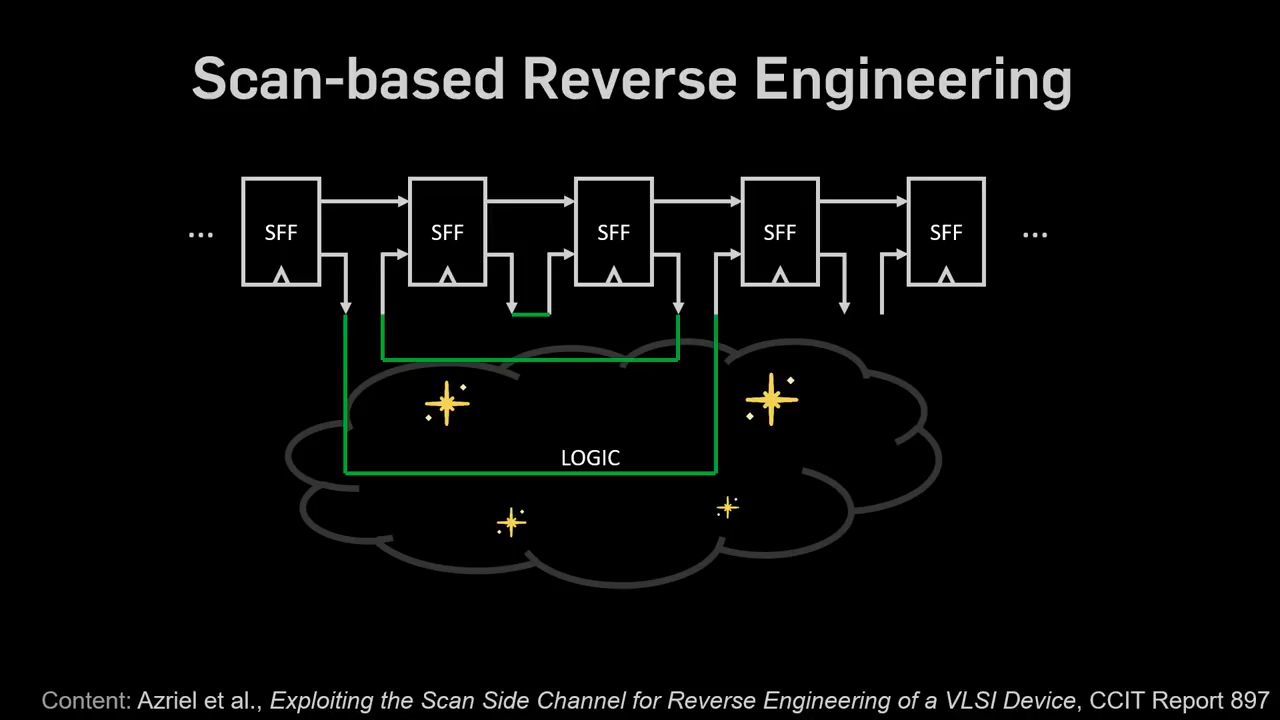 Scan-based Reverse Engineering
... SFF SFF SFF SFF SFF ...
LOGIC
Content: Azriel et al., Exploiting the Scan Side Channel for Reverse Engineering of a VLSI Device, CCIT Report 897